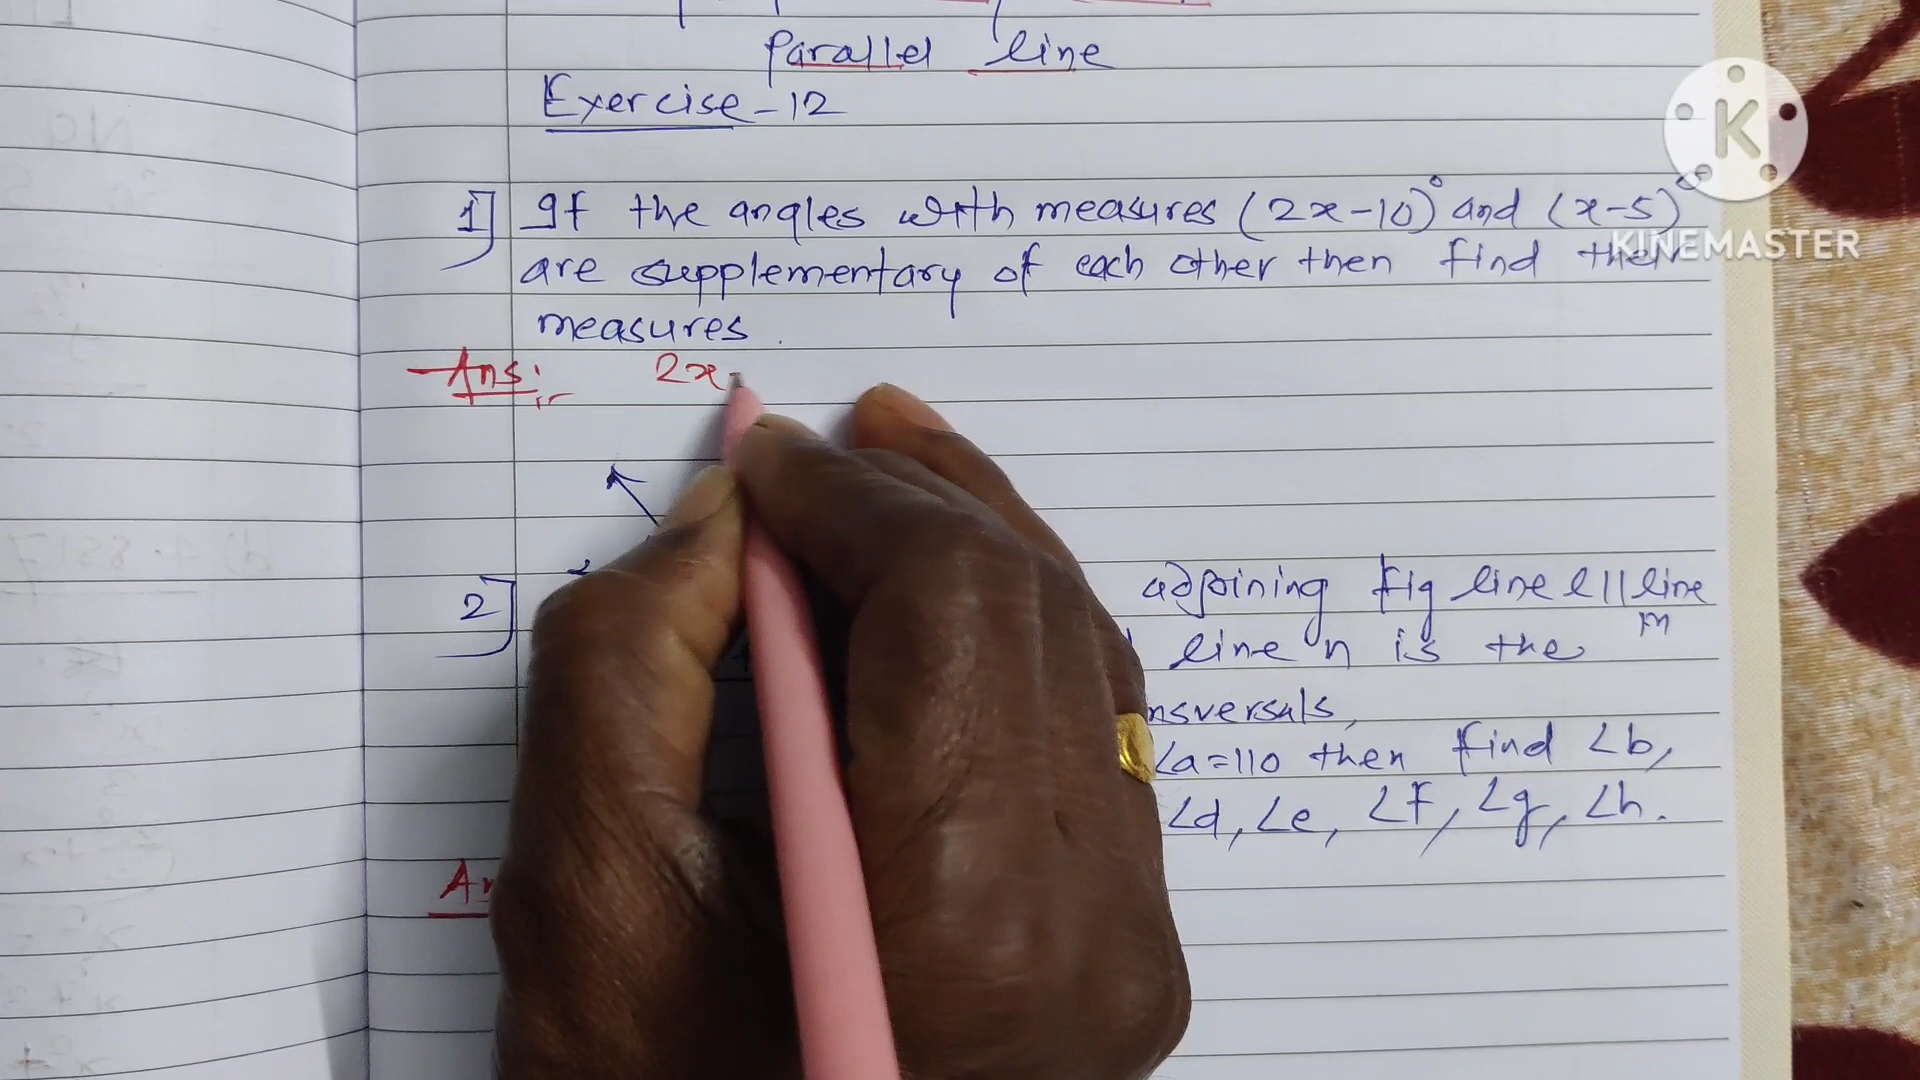 Parallel line
Exercise - 12
1] If the angles with measures (2x-10)° and (x-5)°
are supplementary of each other then find their
measures.
Ans: 2x-
2] adjoining fig line l || line
m
line n is the
nsversals,
∠a=110 then find ∠b,
∠d, ∠e, ∠f, ∠g, ∠h.
K
KINEMASTER